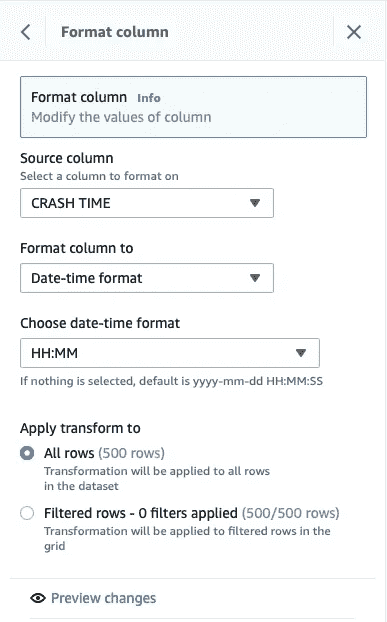 Format column
Format column Info
Modify the values of column
Source column
Select a column to format on
CRASH TIME
Format column to
Date-time format
Choose date-time format
HH:MM
If nothing is selected, default is yyyy-mm-dd HH:MM:SS
Apply transform to
All rows (500 rows)
Transformation will be applied to all rows
in the dataset
Filtered rows - 0 filters applied (500/500 rows)
Transformation will be applied to filtered rows in the
grid
Preview changes